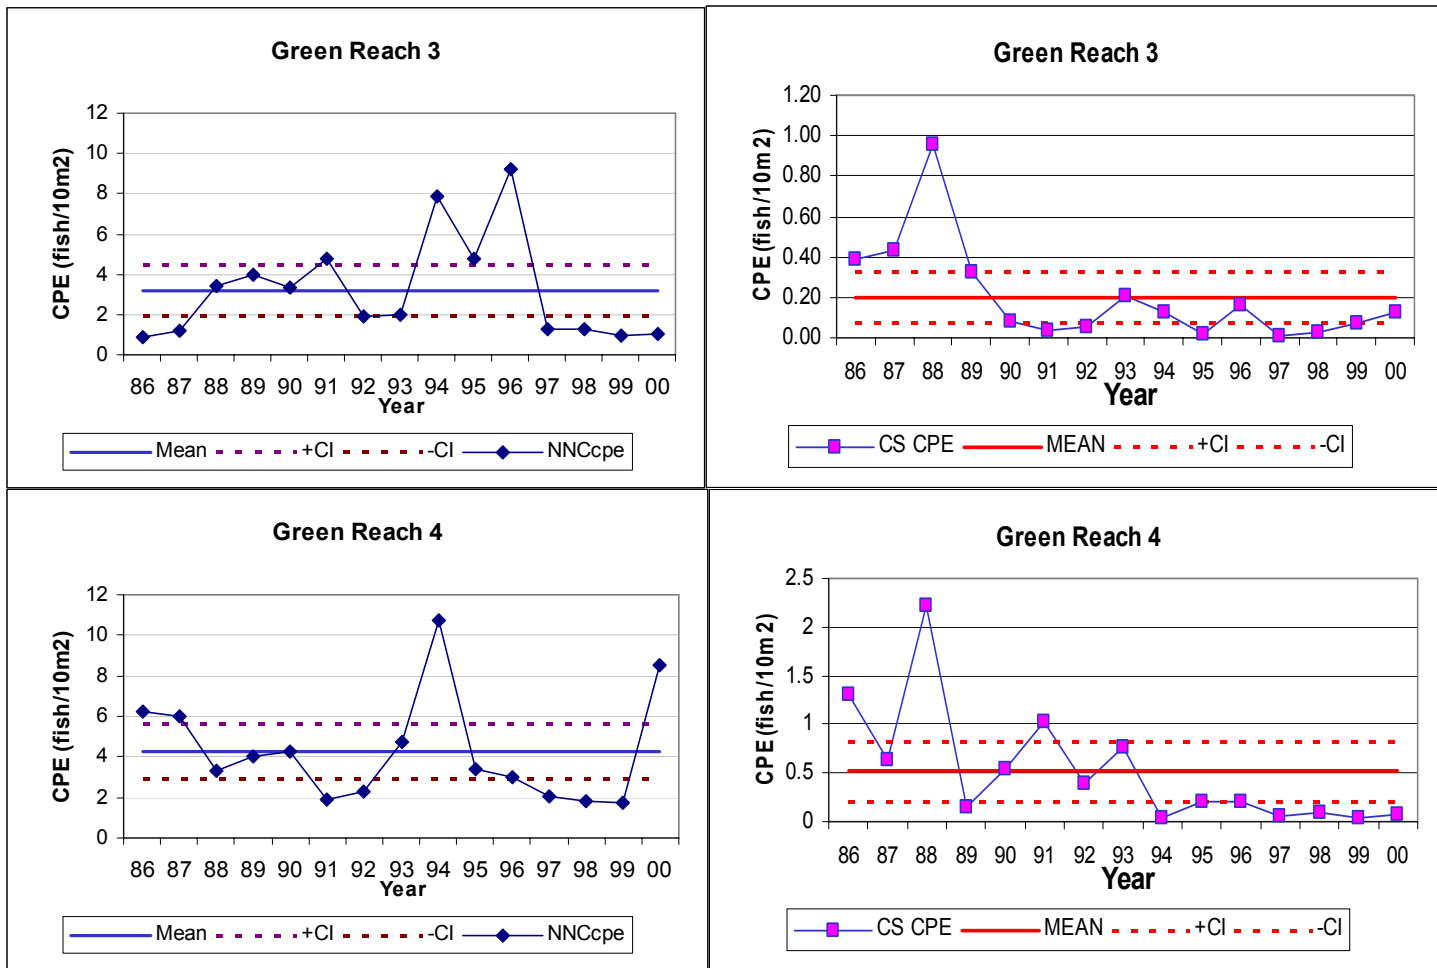 Green Reach 3
CPE (fish/10m2)
12
10
8
6
4
2
0
86 87 88 89 90 91 92 93 94 95 96 97 98 99 00
Year
Mean +CI -CI NNCcpe
Green Reach 3
CPE (fish/10m2)
1.20
1.00
0.80
0.60
0.40
0.20
0.00
86 87 88 89 90 91 92 93 94 95 96 97 98 99 00
Year
CS CPE MEAN +CI -CI
Green Reach 4
CPE (fish/10m2)
12
10
8
6
4
2
0
86 87 88 89 90 91 92 93 94 95 96 97 98 99 00
Year
Mean +CI -CI NNCcpe
Green Reach 4
CPE (fish/10m2)
2.5
2
1.5
1
0.5
0
86 87 88 89 90 91 92 93 94 95 96 97 98 99 00
Year
CS CPE MEAN +CI -CI